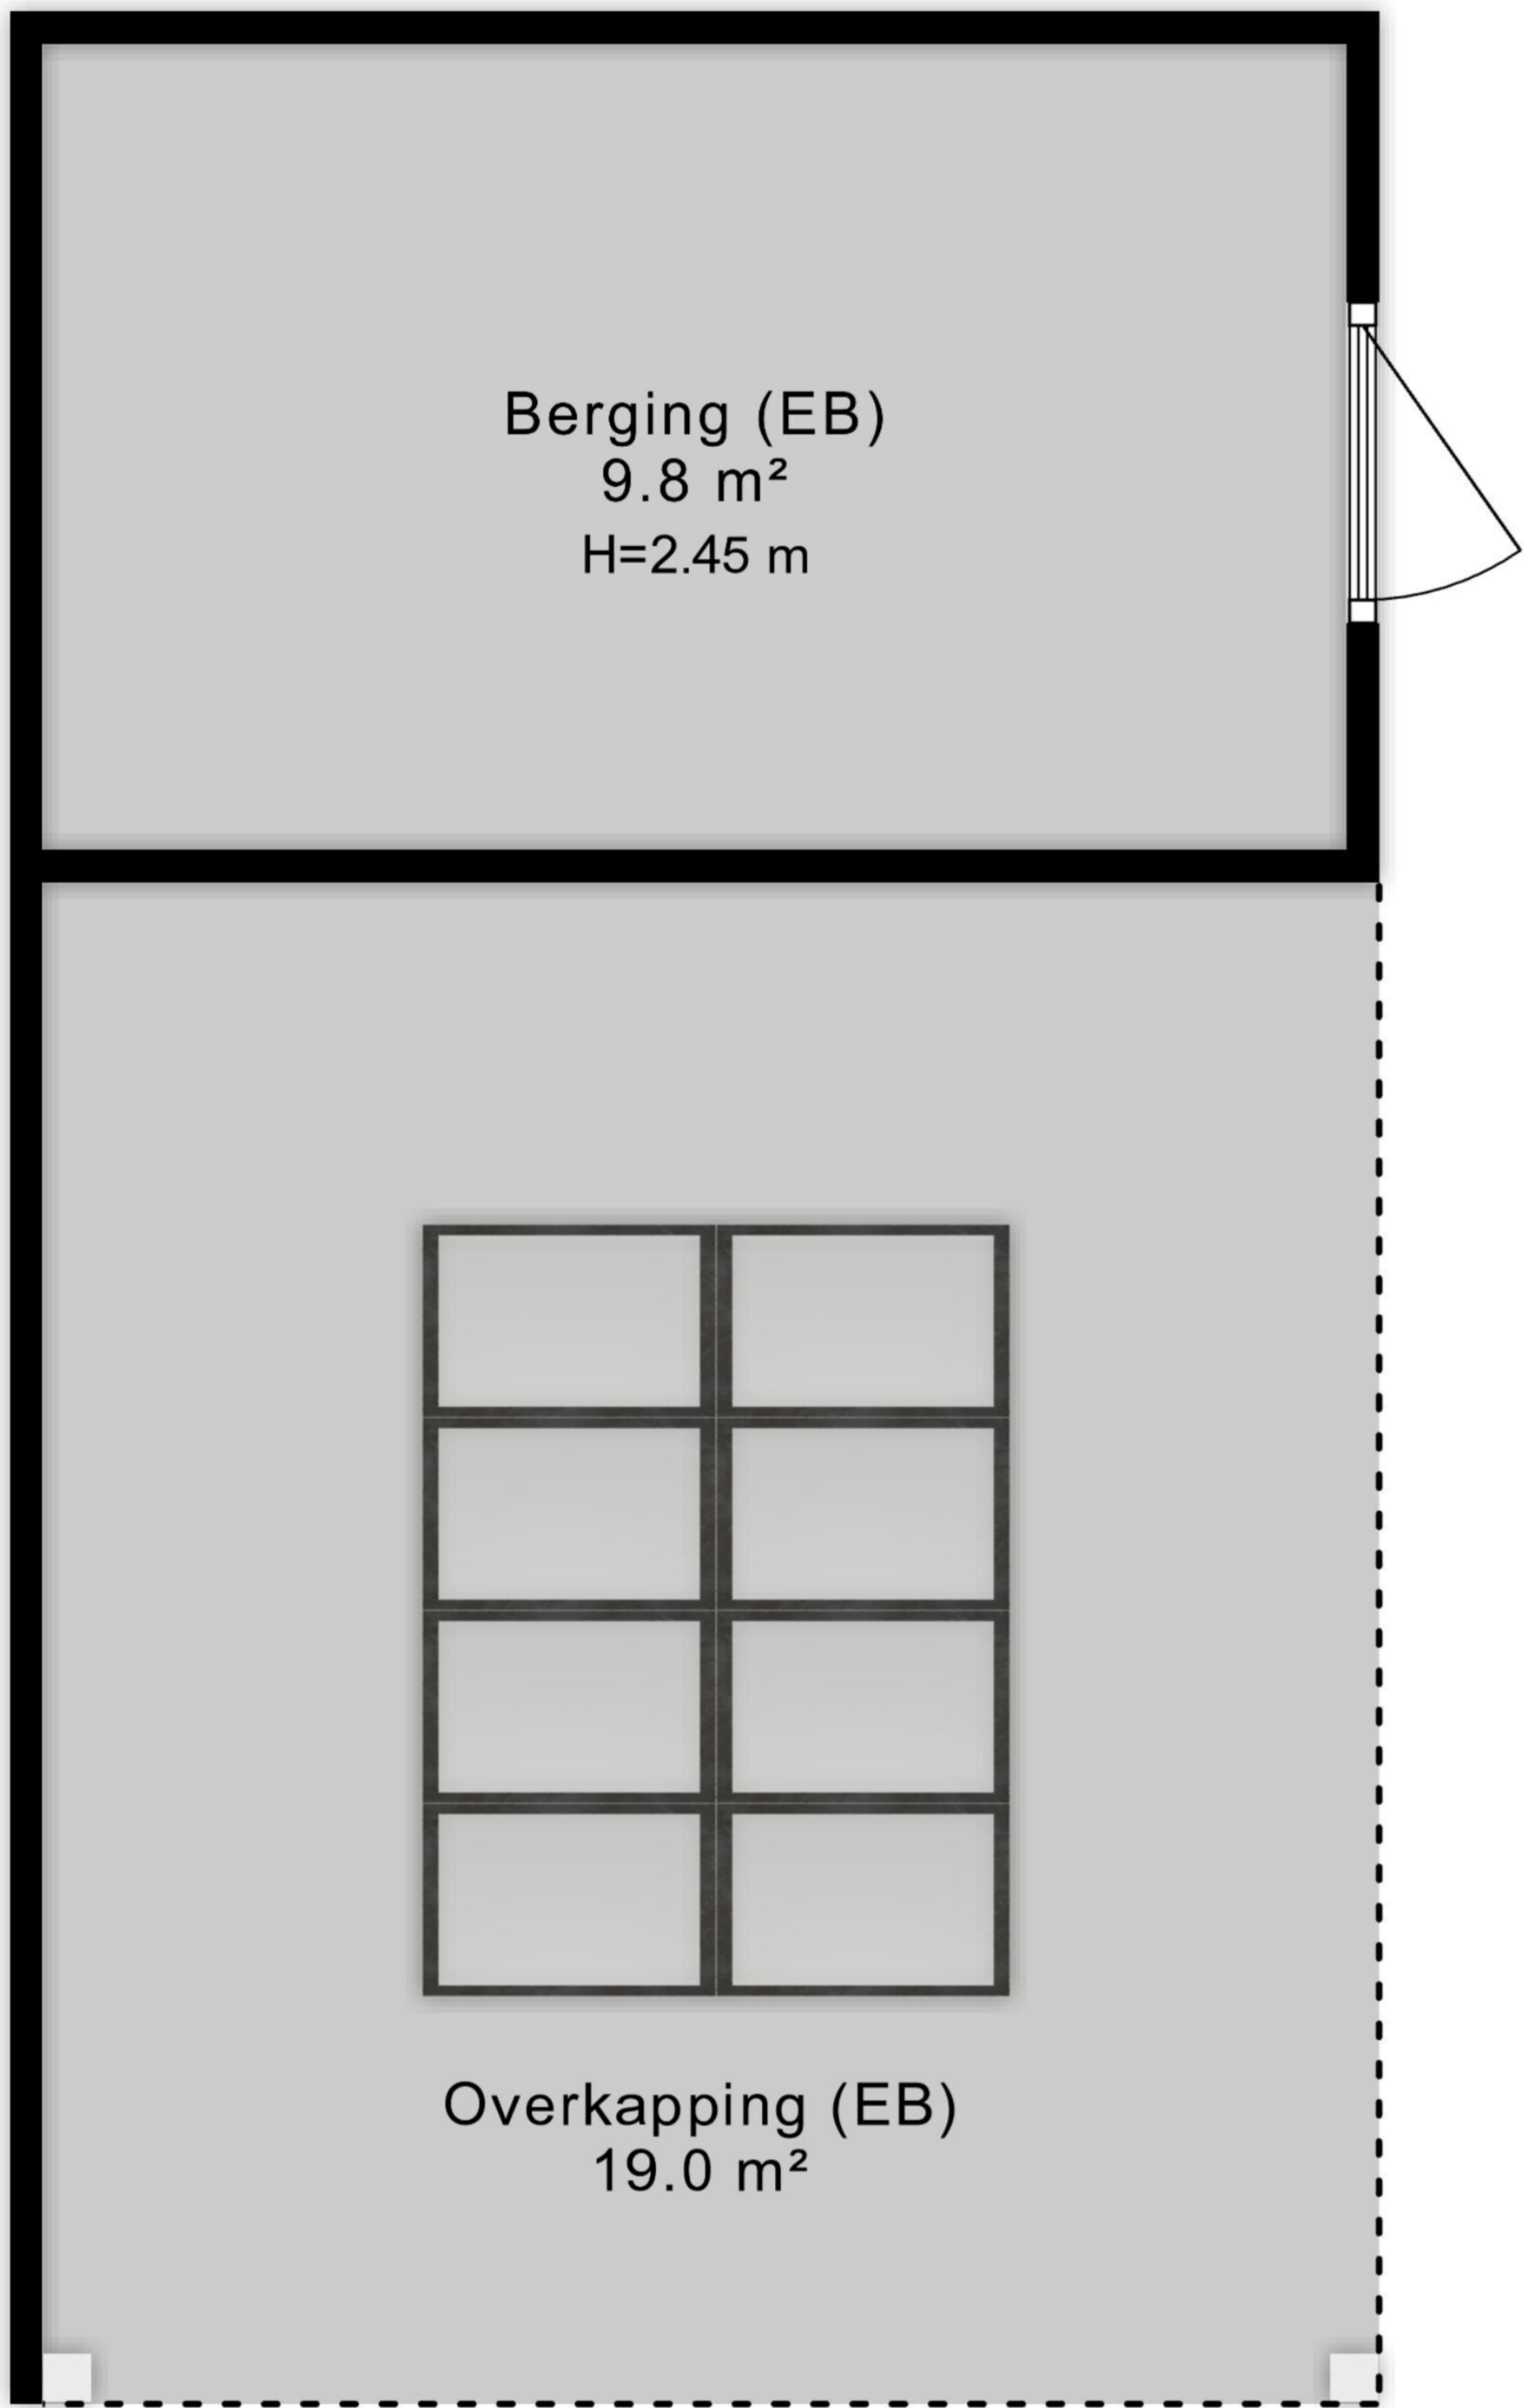 Berging (EB)
9.8 m²
H=2.45 m
Overkapping (EB)
19.0 m²